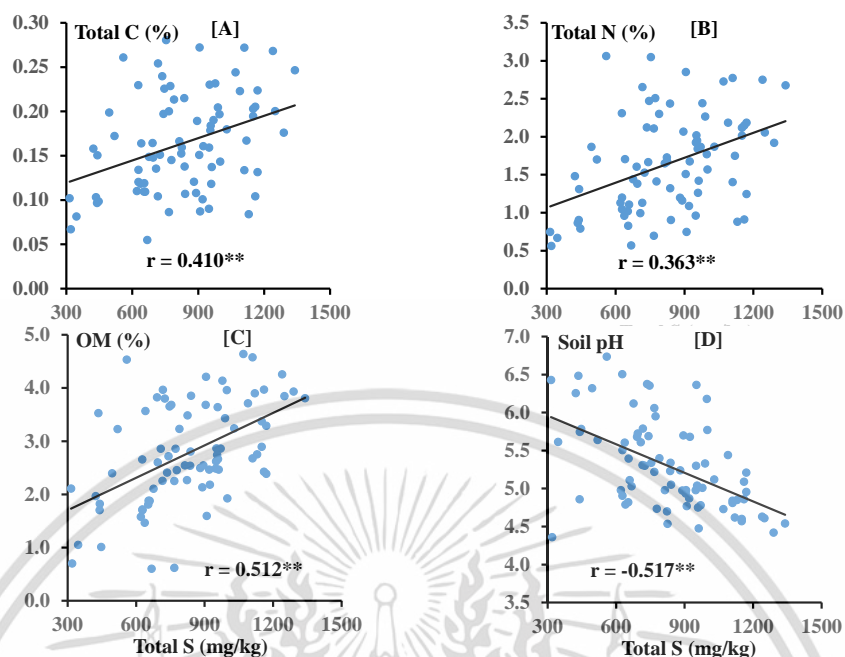 Total C (%) [A]
0.30
0.25
0.20
0.15
0.10
0.05
0.00
r = 0.410**
300 600 900 1200 1500
Total N (%) [B]
3.5
3.0
2.5
2.0
1.5
1.0
0.5
0.0
r = 0.363**
300 600 900 1200 1500
OM (%) [C]
5.0
4.0
3.0
2.0
1.0
0.0
r = 0.512**
300 600 900 1200 1500
Total S (mg/kg)
Soil pH [D]
7.0
6.5
6.0
5.5
5.0
4.5
4.0
3.5
r = -0.517**
300 600 900 1200 1500
Total S (mg/kg)